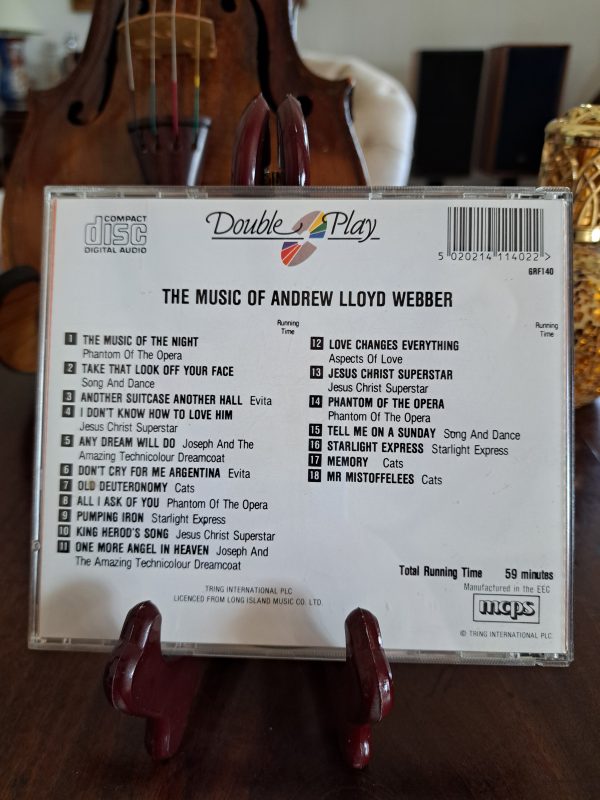 COMPACT
disc
DIGITAL AUDIO
Double Play
5 020214 114022 >
GRF140
THE MUSIC OF ANDREW LLOYD WEBBER
Running
Time
1 THE MUSIC OF THE NIGHT
Phantom Of The Opera
2 TAKE THAT LOOK OFF YOUR FACE
Song And Dance
3 ANOTHER SUITCASE ANOTHER HALL Evita
4 I DON'T KNOW HOW TO LOVE HIM
Jesus Christ Superstar
5 ANY DREAM WILL DO Joseph And The
Amazing Technicolour Dreamcoat
6 DON'T CRY FOR ME ARGENTINA Evita
7 OLD DEUTERONOMY Cats
8 ALL I ASK OF YOU Phantom Of The Opera
9 PUMPING IRON Starlight Express
10 KING HEROD'S SONG Jesus Christ Superstar
11 ONE MORE ANGEL IN HEAVEN Joseph And
The Amazing Technicolour Dreamcoat
Running
Time
12 LOVE CHANGES EVERYTHING
Aspects Of Love
13 JESUS CHRIST SUPERSTAR
Jesus Christ Superstar
14 PHANTOM OF THE OPERA
Phantom Of The Opera
15 TELL ME ON A SUNDAY Song And Dance
16 STARLIGHT EXPRESS Starlight Express
17 MEMORY Cats
18 MR MISTOFFELEES Cats
Total Running Time 59 minutes
Manufactured in the EEC
mcps
TRING INTERNATIONAL PLC
LICENCED FROM LONG ISLAND MUSIC CO. LTD.
© TRING INTERNATIONAL PLC.